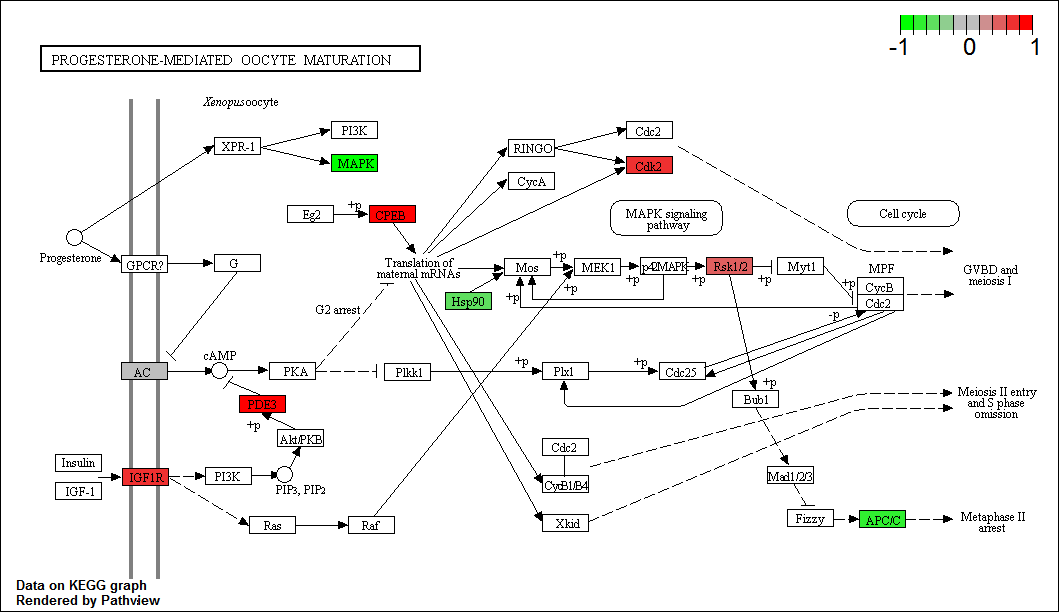 -1 0 1
PROGESTERONE-MEDIATED OOCYTE MATURATION
Xenopus oocyte
PI3K
XPR-1
MAPK
RINGO
Cdc2
Cdk2
CycA
Eg2
+p
CPEB
MAPK signaling
pathway
Cell cycle
Progesterone
GPCR?
G
Translation of
maternal mRNAs
Mos
+p
MEK1
+p
p42MAPK
+p
Rsk1/2
+p
Myt1
+p
MPF
CycB
Cdc2
GVBD and
meiosis I
Hsp90
+p
+p
-p
G2 arrest
cAMP
AC
PKA
Plkk1
+p
Plx1
+p
Cdc25
PDE3
+p
Akt/PKB
+p
Bub1
Meiosis II entry
and S phase
omission
Insulin
IGF-1
IGF1R
PI3K
PIP3, PIP2
Cdc2
CycB1/B4
Mad1/2/3
Ras
Raf
Xkid
Fizzy
APC/C
Metaphase II
arrest
Data on KEGG graph
Rendered by Pathview